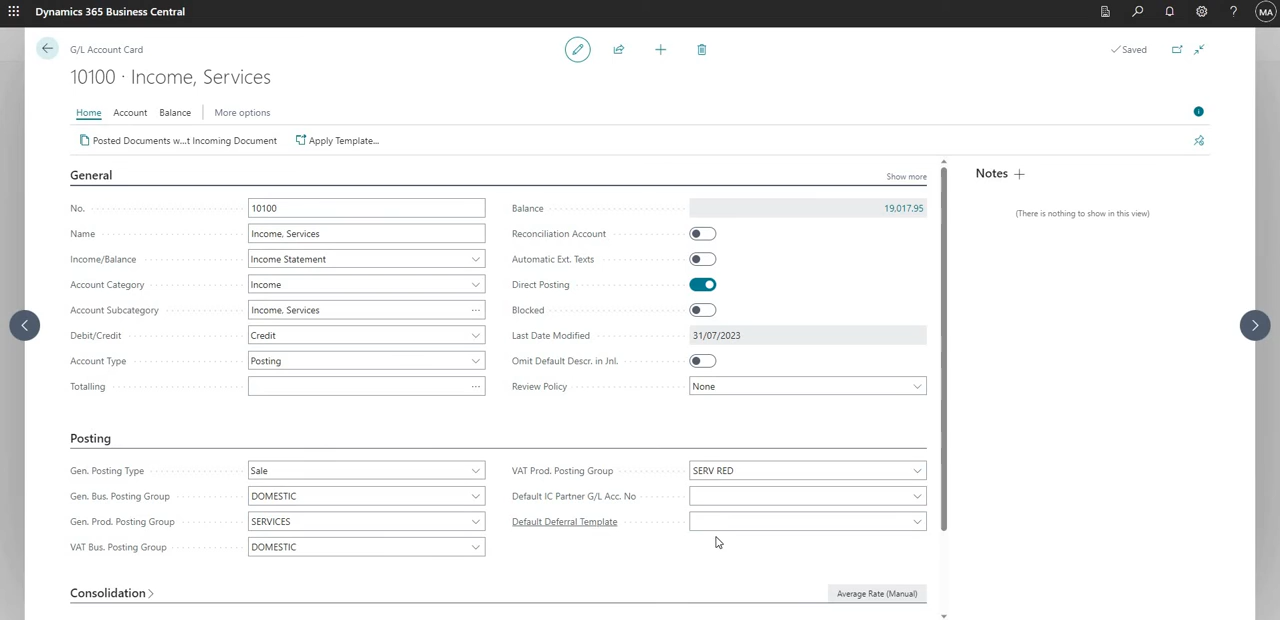 Dynamics 365 Business Central
MA
G/L Account Card
Saved
10100 · Income, Services
Home Account Balance More options
Posted Documents w...t Incoming Document Apply Template...
General
Show more
Notes
(There is nothing to show in this view)
No. 10100
Balance 19,017.95
Name Income, Services
Reconciliation Account
Income/Balance Income Statement
Automatic Ext. Texts
Account Category Income
Direct Posting
Account Subcategory Income, Services
Blocked
Debit/Credit Credit
Last Date Modified 31/07/2023
Account Type Posting
Omit Default Descr. in Jnl.
Totalling
Review Policy None
Posting
Gen. Posting Type Sale
VAT Prod. Posting Group SERV RED
Gen. Bus. Posting Group DOMESTIC
Default IC Partner G/L Acc. No
Gen. Prod. Posting Group SERVICES
Default Deferral Template
VAT Bus. Posting Group DOMESTIC
Consolidation
Average Rate (Manual)